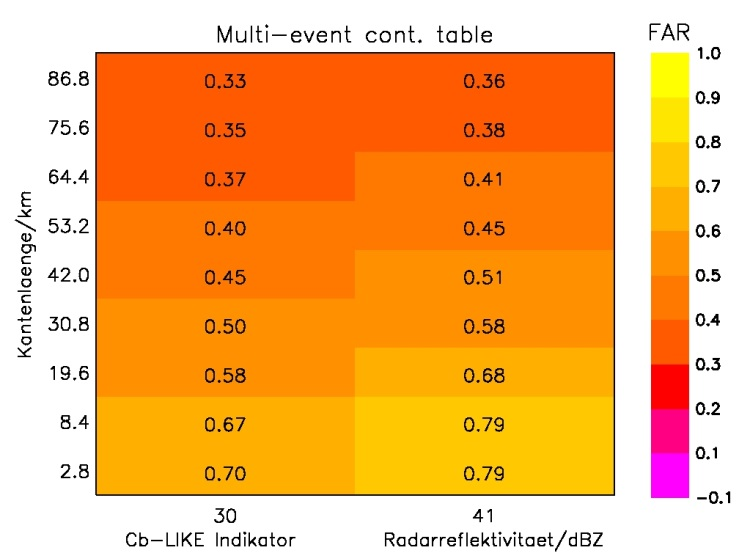 Multi-event cont. table
FAR
86.8 0.33 0.36
75.6 0.35 0.38
64.4 0.37 0.41
53.2 0.40 0.45
42.0 0.45 0.51
30.8 0.50 0.58
19.6 0.58 0.68
8.4 0.67 0.79
2.8 0.70 0.79
Kantenlaenge/km
30 41
Cb-LIKE Indikator Radarreflektivitaet/dBZ
1.0
0.9
0.8
0.7
0.6
0.5
0.4
0.3
0.2
0.1
-0.1